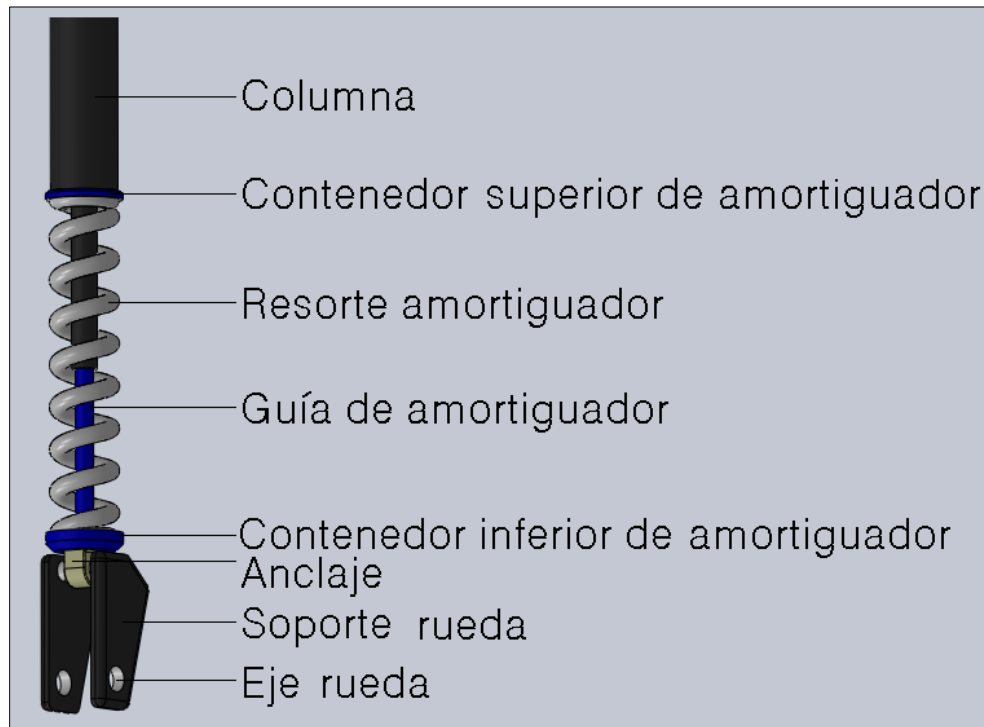 Columna
Contenedor superior de amortiguador
Resorte amortiguador
Guía de amortiguador
Contenedor inferior de amortiguador
Anclaje
Soporte rueda
Eje rueda